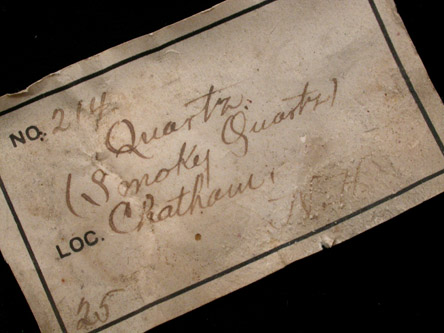 NO. 214
Quartz.
(Smoky Quartz)
LOC. Chatham,
N.H.
25